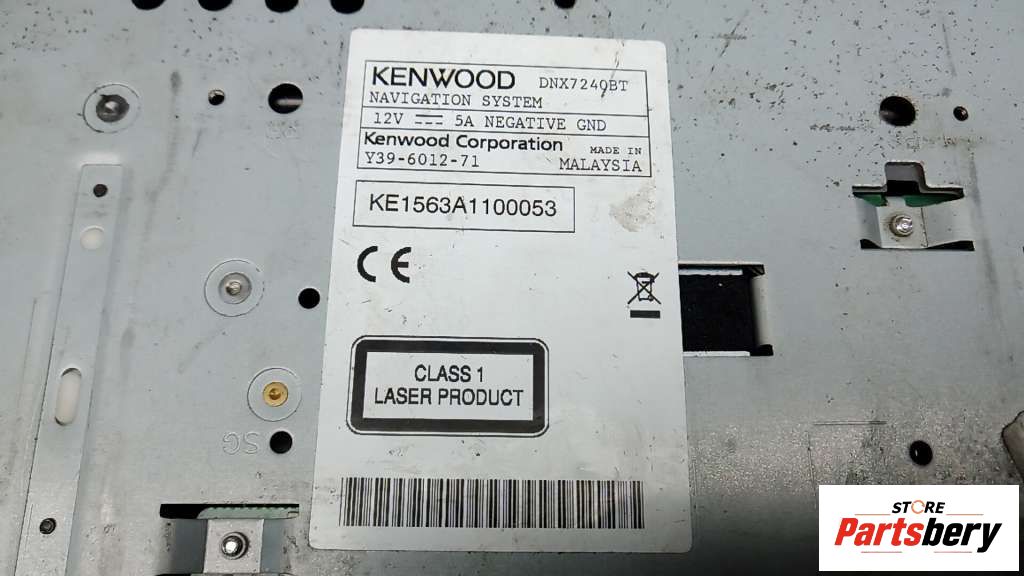 KENWOOD DNX7240BT
NAVIGATION SYSTEM
12V 5A NEGATIVE GND
Kenwood Corporation MADE IN
Y39-6012-71 MALAYSIA
KE1563A1100053
CE
CLASS 1
LASER PRODUCT
SG
STORE
Partsbery